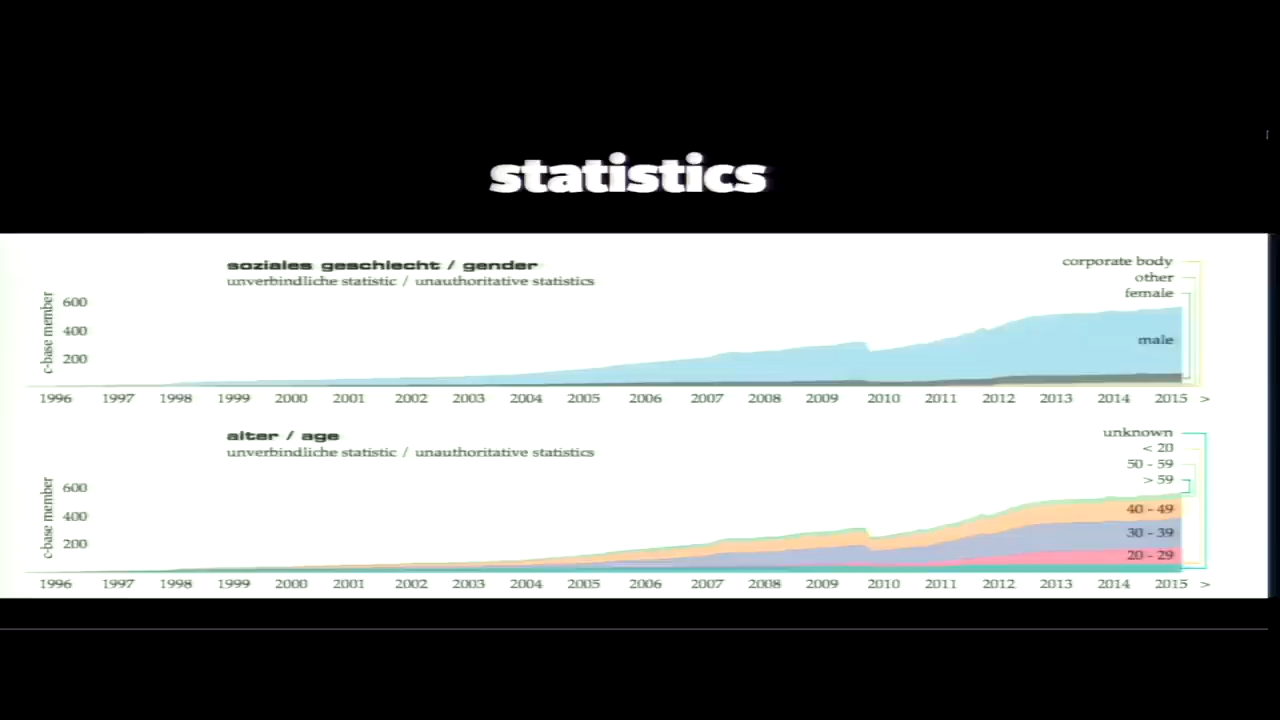 statistics
soziales geschlecht / gender
unverbindliche statistic / unauthoritative statistics
corporate body
other
female
male
c-base member
600
400
200
1996 1997 1998 1999 2000 2001 2002 2003 2004 2005 2006 2007 2008 2009 2010 2011 2012 2013 2014 2015 >
alter / age
unverbindliche statistic / unauthoritative statistics
unknown
< 20
50 - 59
> 59
40 - 49
30 - 39
20 - 29
c-base member
600
400
200
1996 1997 1998 1999 2000 2001 2002 2003 2004 2005 2006 2007 2008 2009 2010 2011 2012 2013 2014 2015 >